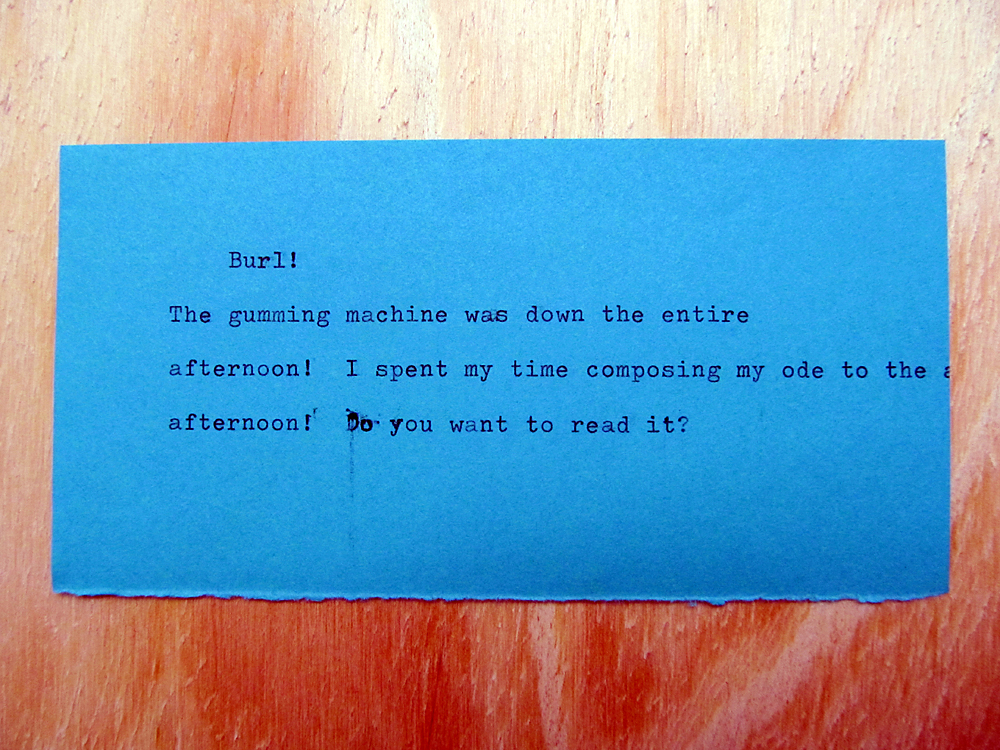 Burl!
The gumming machine was down the entire
afternoon!  I spent my time composing my ode to the a
afternoon!  Do you want to read it?